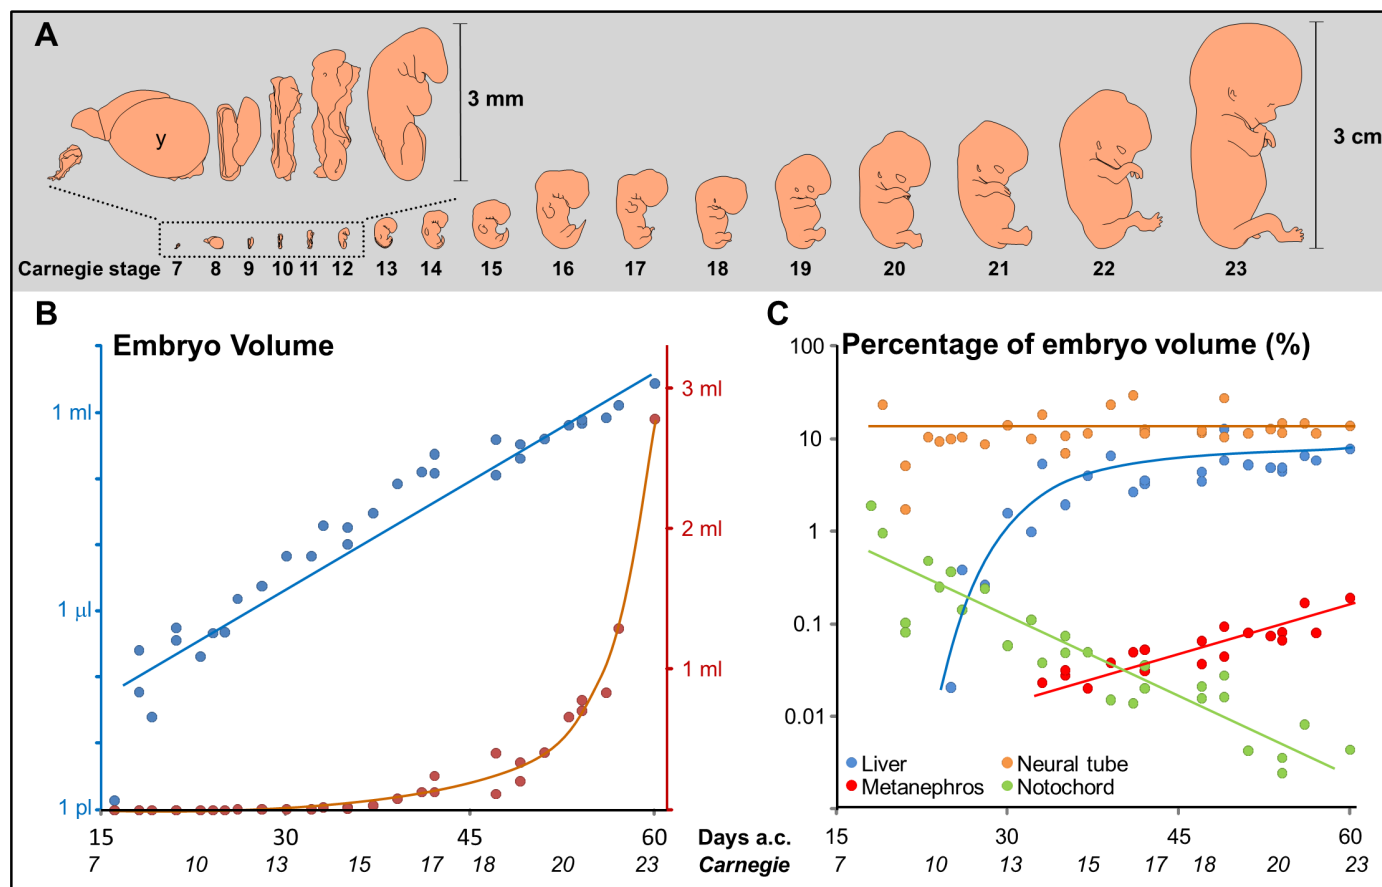 A
3 mm
y
3 cm
Carnegie stage 7 8 9 10 11 12 13 14 15 16 17 18 19 20 21 22 23
B
Embryo Volume
1 ml
1 µl
1 pl
3 ml
2 ml
1 ml
15 30 45 60 Days a.c.
7 10 13 15 17 18 20 23 Carnegie
C
Percentage of embryo volume (%)
100
10
1
0.1
0.01
Liver Neural tube
Metanephros Notochord
15 30 45 60
7 10 13 15 17 18 20 23